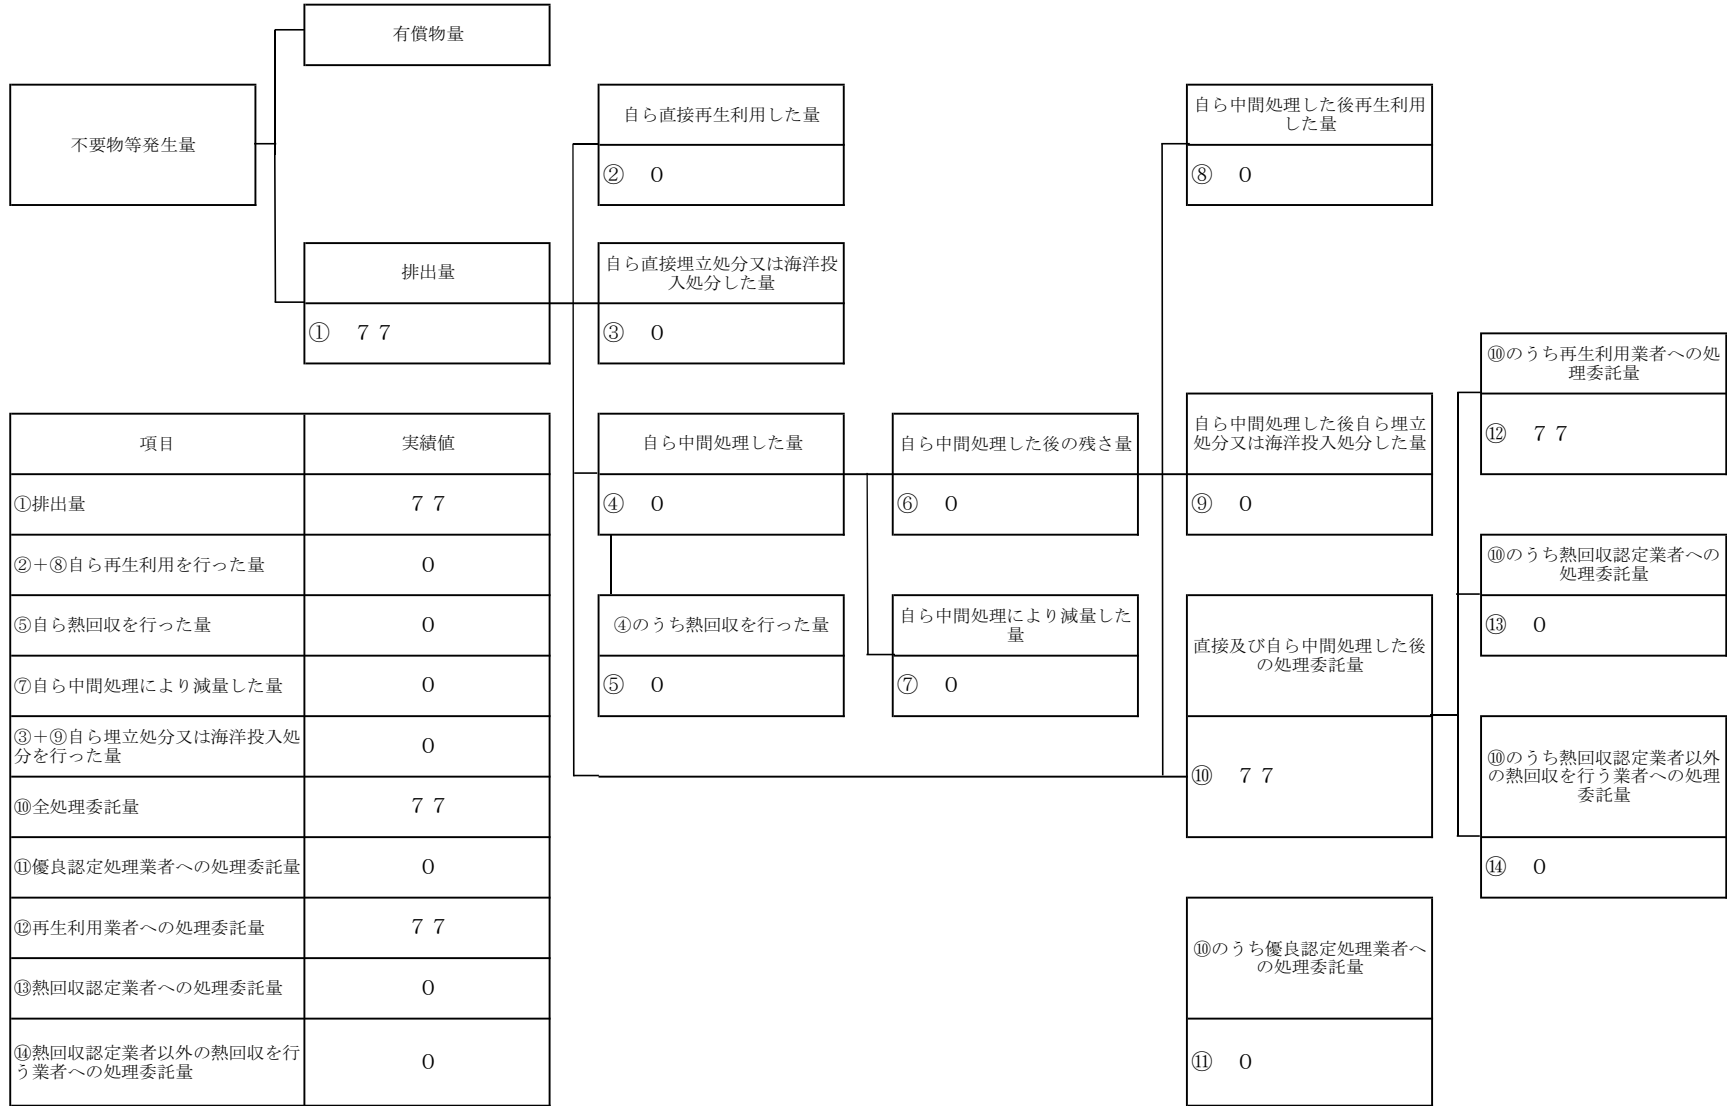 有償物量
不要物等発生量
自ら直接再生利用した量
② 0
自ら中間処理した後再生利用
した量
⑧ 0
排出量
① 7 7
自ら直接埋立処分又は海洋投
入処分した量
③ 0
⑩のうち再生利用業者への処
理委託量
⑫ 7 7
自ら中間処理した量
④ 0
自ら中間処理した後の残さ量
⑥ 0
自ら中間処理した後自ら埋立
処分又は海洋投入処分した量
⑨ 0
⑩のうち熱回収認定業者への
処理委託量
⑬ 0
④のうち熱回収を行った量
⑤ 0
自ら中間処理により減量した
量
⑦ 0
直接及び自ら中間処理した後
の処理委託量
⑩ 7 7
⑩のうち熱回収認定業者以外
の熱回収を行う業者への処理
委託量
⑭ 0
⑩のうち優良認定処理業者へ
の処理委託量
⑪ 0
項目 実績値
①排出量 7 7
②＋⑧自ら再生利用を行った量 0
⑤自ら熱回収を行った量 0
⑦自ら中間処理により減量した量 0
③＋⑨自ら埋立処分又は海洋投入処
分を行った量 0
⑩全処理委託量 7 7
⑪優良認定処理業者への処理委託量 0
⑫再生利用業者への処理委託量 7 7
⑬熱回収認定業者への処理委託量 0
⑭熱回収認定業者以外の熱回収を行
う業者への処理委託量 0